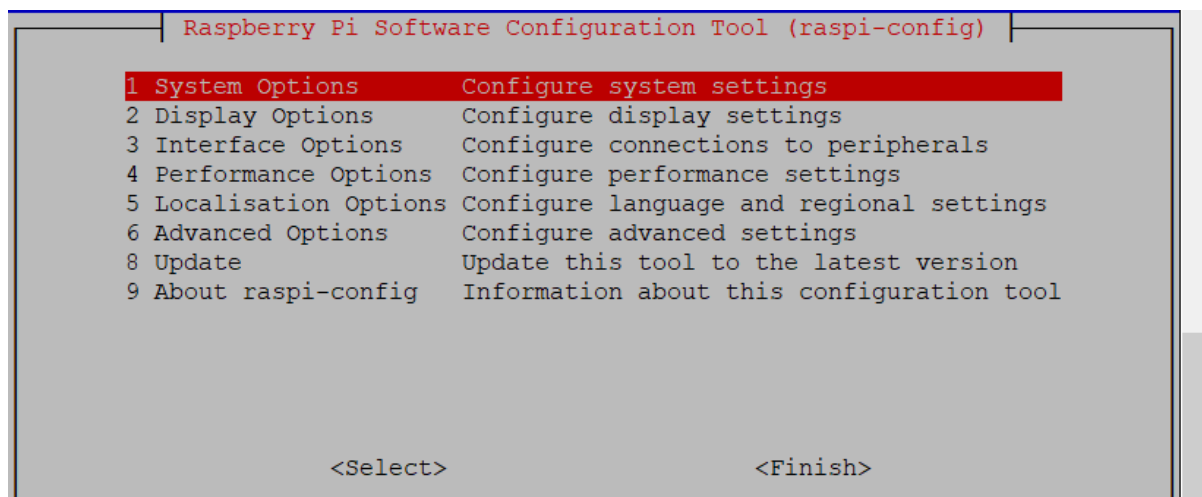 Raspberry Pi Software Configuration Tool (raspi-config)
1 System Options Configure system settings
2 Display Options Configure display settings
3 Interface Options Configure connections to peripherals
4 Performance Options Configure performance settings
5 Localisation Options Configure language and regional settings
6 Advanced Options Configure advanced settings
8 Update Update this tool to the latest version
9 About raspi-config Information about this configuration tool
<Select> <Finish>